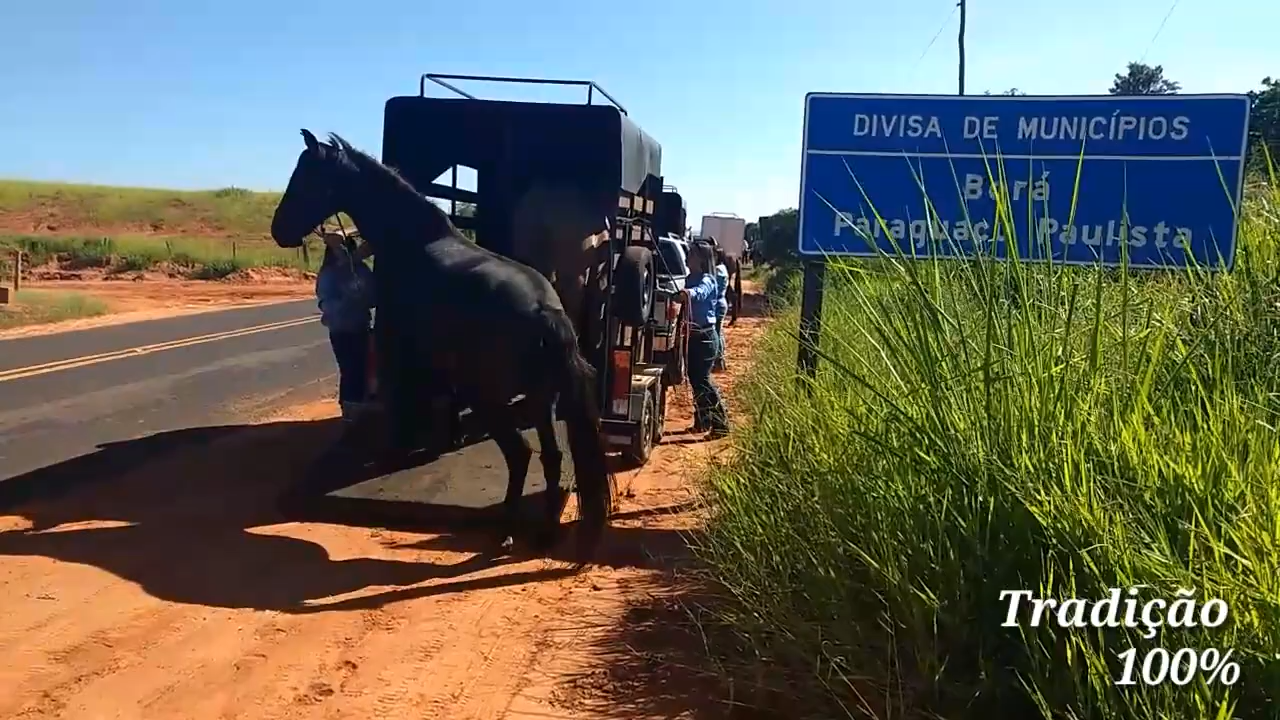 DIVISA DE MUNICÍPIOS
Borá
Paraguaçu Paulista
Tradição
100%